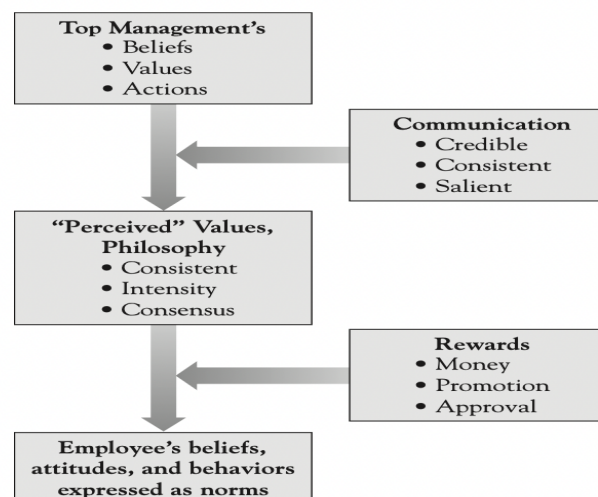 Top Management's
• Beliefs
• Values
• Actions
Communication
• Credible
• Consistent
• Salient
“Perceived” Values,
Philosophy
• Consistent
• Intensity
• Consensus
Rewards
• Money
• Promotion
• Approval
Employee's beliefs,
attitudes, and behaviors
expressed as norms